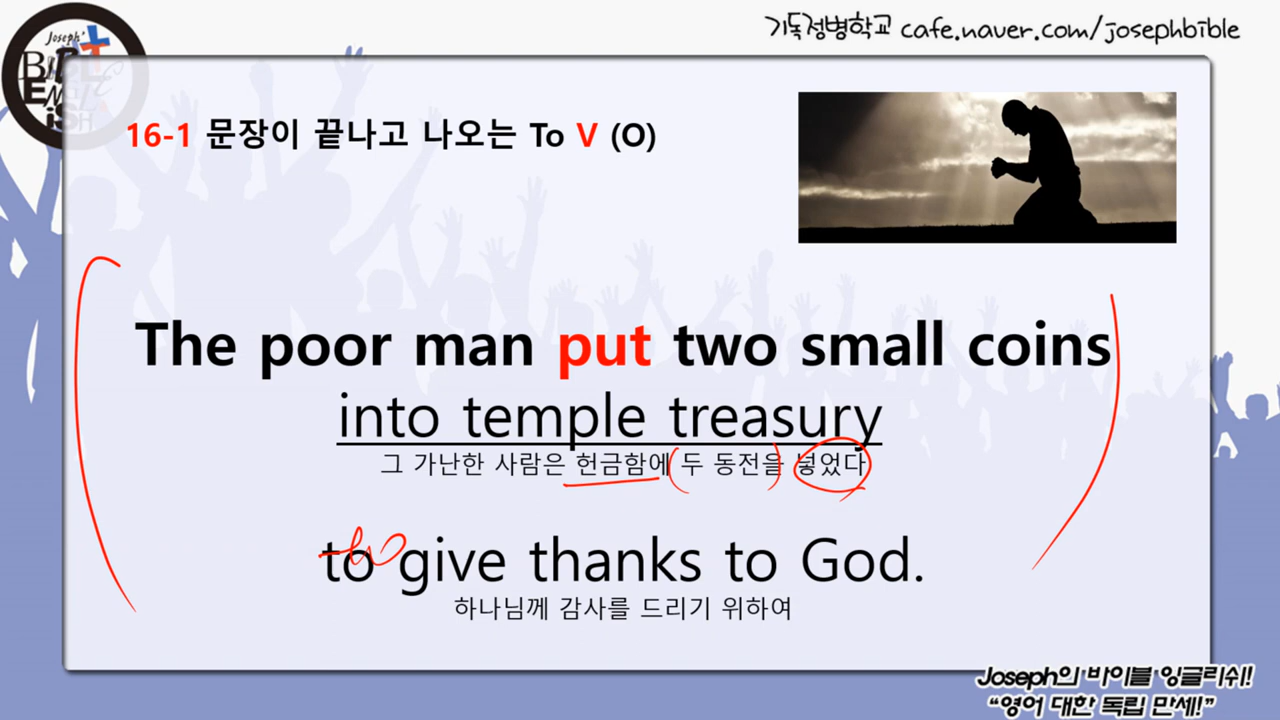 Joseph'
BIBLE
ENGLISH
기독정병학교 cafe.naver.com/josephbible
16-1 문장이 끝나고 나오는 To V (O)
The poor man put two small coins
into temple treasury
그 가난한 사람은 헌금함에 두 동전을 넣었다
to give thanks to God.
하나님께 감사를 드리기 위하여
Joseph의 바이블 잉글리쉬!
“영어 대한 독립 만세!”